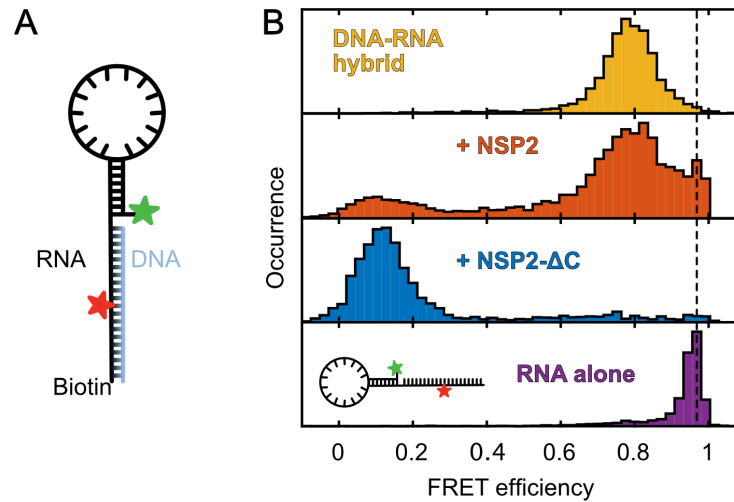 A
RNA
DNA
Biotin
B
DNA-RNA
hybrid
+ NSP2
+ NSP2-ΔC
RNA alone
Occurrence
0 0.2 0.4 0.6 0.8 1
FRET efficiency